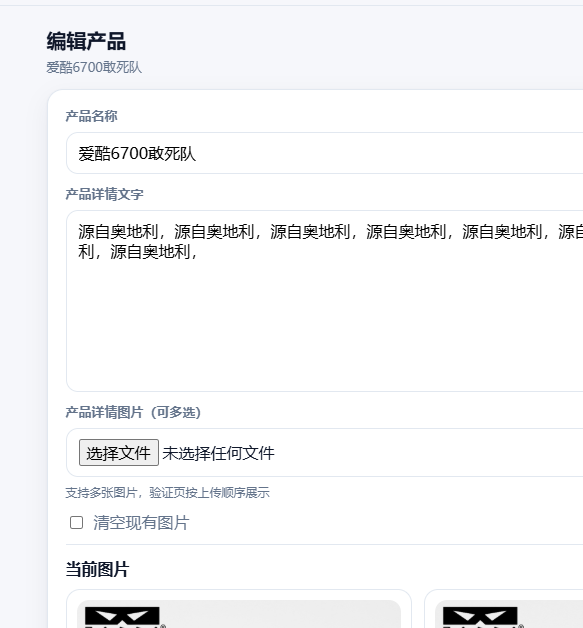 编辑产品
爱酷6700敢死队
产品名称
爱酷6700敢死队
产品详情文字
源自奥地利，源自奥地利，源自奥地利，源自奥地利，源自奥地利，源自
利，源自奥地利，
产品详情图片（可多选）
选择文件 未选择任何文件
支持多张图片，验证页按上传顺序展示
清空现有图片
当前图片